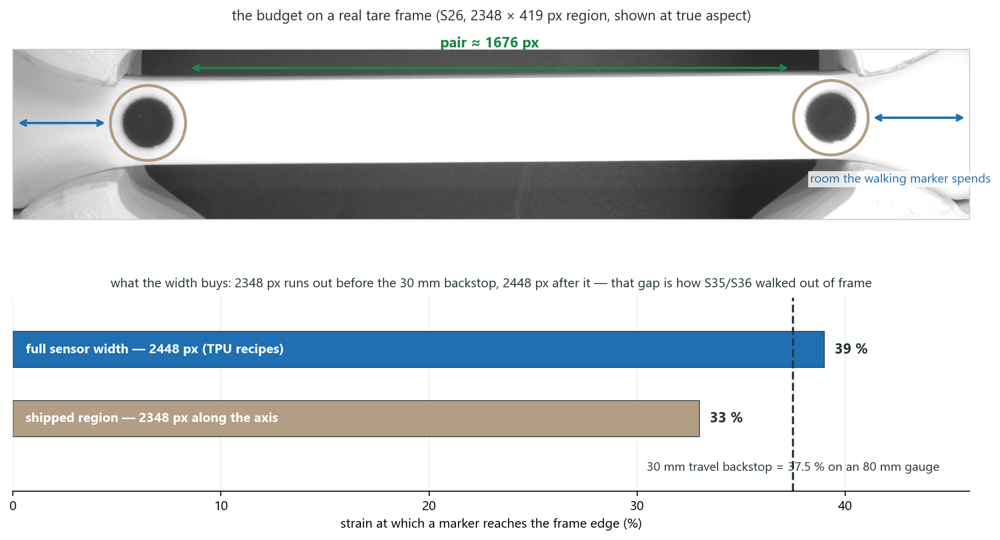 the budget on a real tare frame (S26, 2348 × 419 px region, shown at true aspect)
pair ≈ 1676 px
room the walking marker spends
what the width buys: 2348 px runs out before the 30 mm backstop, 2448 px after it — that gap is how S35/S36 walked out of frame
full sensor width — 2448 px (TPU recipes)
39 %
shipped region — 2348 px along the axis
33 %
30 mm travel backstop = 37.5 % on an 80 mm gauge
0 10 20 30 40
strain at which a marker reaches the frame edge (%)